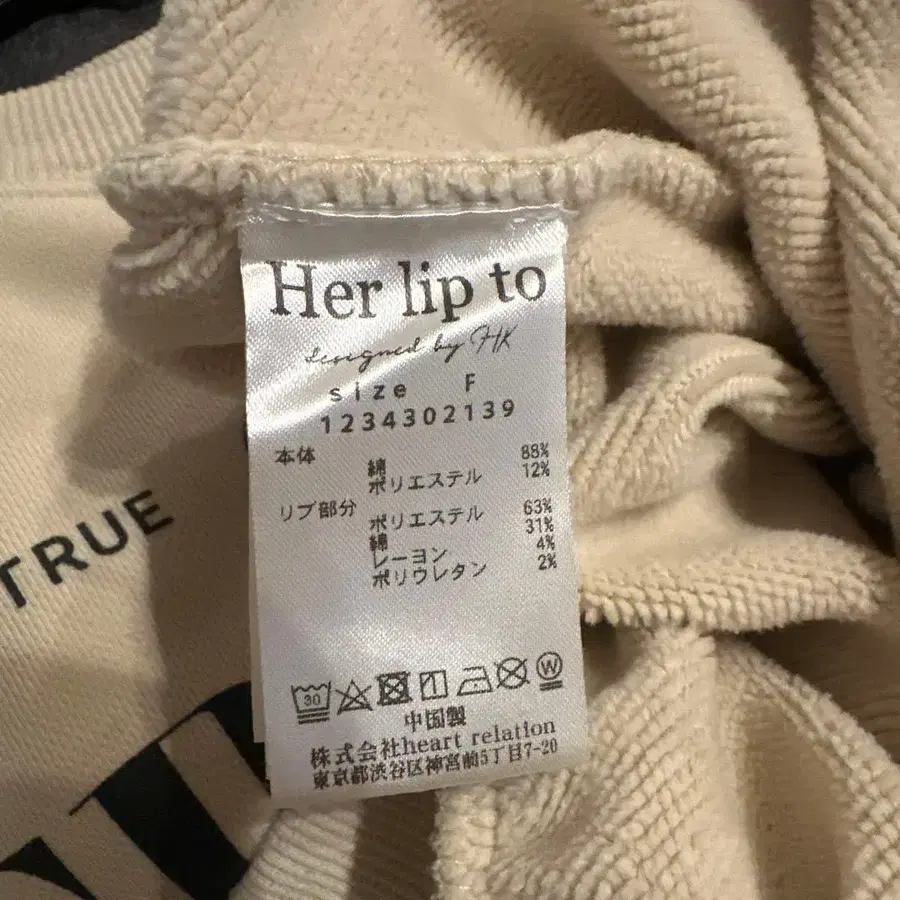 Her lip to
designed by HK
size F
1234302139
本体 綿 88%
ポリエステル 12%
リブ部分 ポリエステル 63%
綿 31%
レーヨン 4%
ポリウレタン 2%
30
W
中国製
株式会社heart relation
東京都渋谷区神宮前5丁目7-20
TRUE